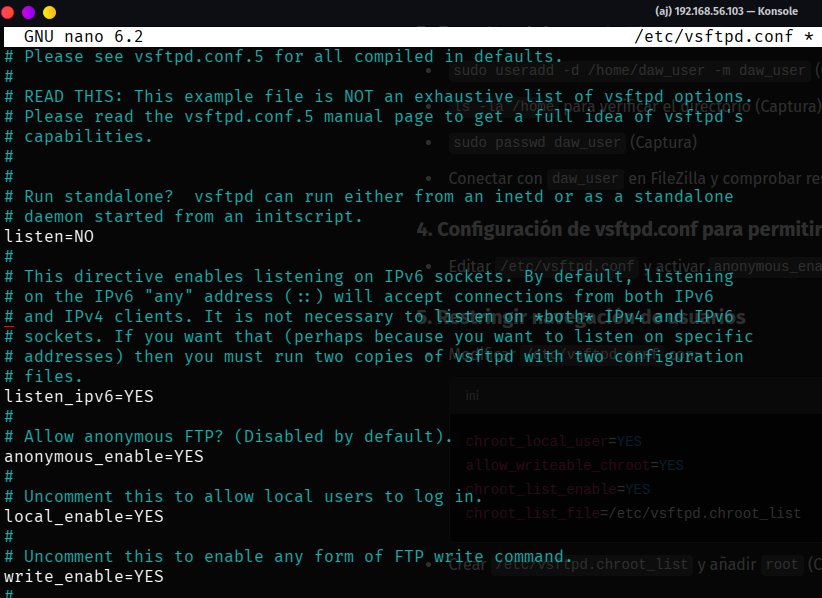 (aj) 192.168.56.103 — Konsole
GNU nano 6.2 /etc/vsftpd.conf *
# Please see vsftpd.conf.5 for all compiled in defaults.
#
# READ THIS: This example file is NOT an exhaustive list of vsftpd options.
# Please read the vsftpd.conf.5 manual page to get a full idea of vsftpd's
# capabilities.
#
#
# Run standalone?  vsftpd can run either from an inetd or as a standalone
# daemon started from an initscript.
listen=NO
#
# This directive enables listening on IPv6 sockets. By default, listening
# on the IPv6 "any" address (::) will accept connections from both IPv6
# and IPv4 clients. It is not necessary to listen on *both* IPv4 and IPv6
# sockets. If you want that (perhaps because you want to listen on specific
# addresses) then you must run two copies of vsftpd with two configuration
# files.
listen_ipv6=YES
#
# Allow anonymous FTP? (Disabled by default).
anonymous_enable=YES
#
# Uncomment this to allow local users to log in.
local_enable=YES
#
# Uncomment this to enable any form of FTP write command.
write_enable=YES
#
sudo useradd -d /home/daw_user -m daw_user
ls -la /home para verificar el directorio (Captura)
sudo passwd daw_user (Captura)
Conectar con daw_user en FileZilla y comprobar
4. Configuración de vsftpd.conf para permitir
Editar /etc/vsftpd.conf y activar
5. Restringir navegación de usuarios
/etc/vsftpd.conf
ini
chroot_local_user=YES
allow_writeable_chroot=YES
chroot_list_enable=YES
chroot_list_file=/etc/vsftpd.chroot_list
Crear /etc/vsftpd.chroot_list y añadir root